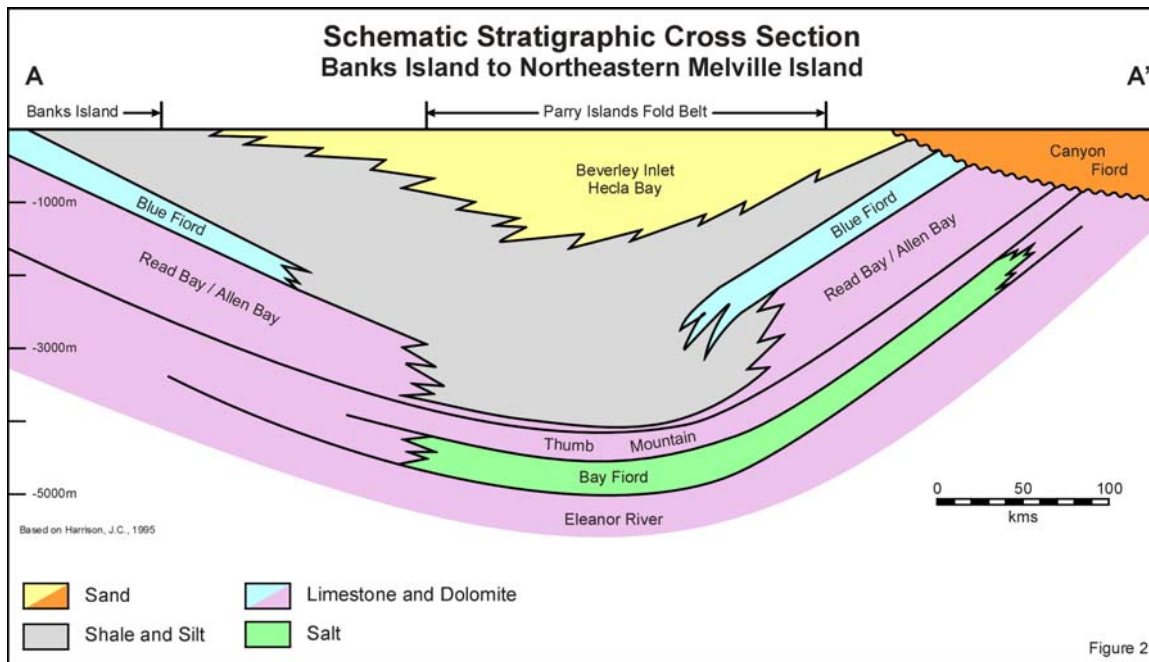 Schematic Stratigraphic Cross Section
Banks Island to Northeastern Melville Island
A
A'
Banks Island
Parry Islands Fold Belt
Beverley Inlet
Hecla Bay
Canyon
Fiord
-1000m
Blue Fiord
Blue Fiord
Read Bay / Allen Bay
Read Bay / Allen Bay
-3000m
Thumb Mountain
Bay Fiord
-5000m
Eleanor River
0 50 100
kms
Based on Harrison, J.C., 1995
Sand
Limestone and Dolomite
Shale and Silt
Salt
Figure 2